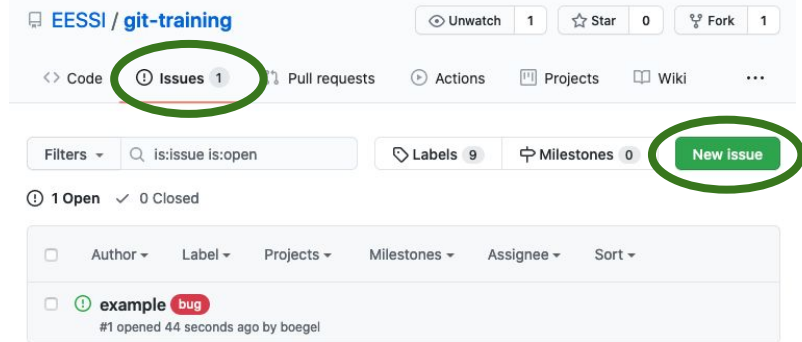 EESSI / git-training Unwatch 1 Star 0 Fork 1
<> Code Issues 1 Pull requests Actions Projects Wiki ...
Filters is:issue is:open Labels 9 Milestones 0 New issue
1 Open 0 Closed
Author Label Projects Milestones Assignee Sort
example bug
#1 opened 44 seconds ago by boegel